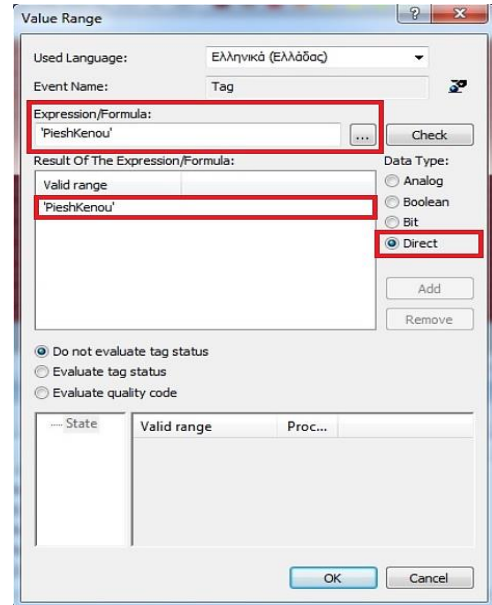 Value Range
Used Language: Ελληνικά (Ελλάδας)
Event Name: Tag
Expression/Formula:
'PieshKenou' ... Check
Result Of The Expression/Formula: Data Type:
Valid range Analog
'PieshKenou' Boolean
Bit
Direct
Add
Remove
Do not evaluate tag status
Evaluate tag status
Evaluate quality code
State Valid range Proc...
OK Cancel